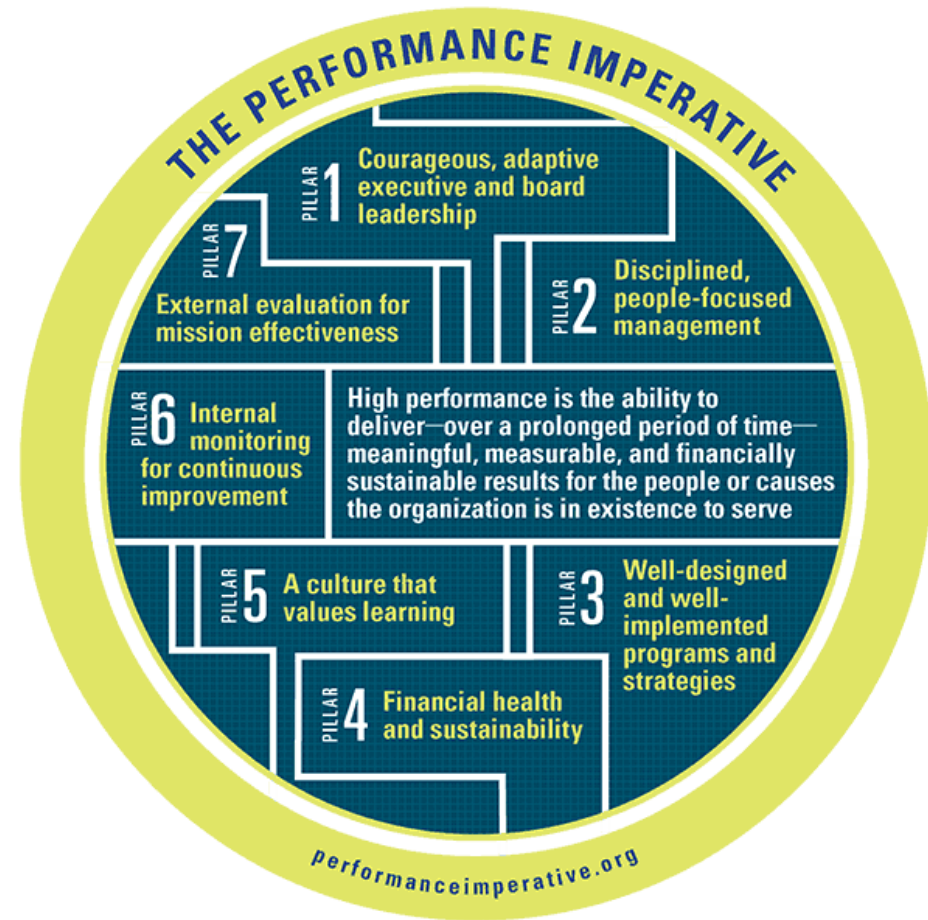 THE PERFORMANCE IMPERATIVE
PILLAR 1
Courageous, adaptive
executive and board
leadership
PILLAR 2
Disciplined,
people-focused
management
PILLAR 3
Well-designed
and well-
implemented
programs and
strategies
PILLAR 4
Financial health
and sustainability
PILLAR 5
A culture that
values learning
PILLAR 6
Internal
monitoring
for continuous
improvement
PILLAR 7
External evaluation for
mission effectiveness
High performance is the ability to
deliver—over a prolonged period of time—
meaningful, measurable, and financially
sustainable results for the people or causes
the organization is in existence to serve
performanceimperative.org